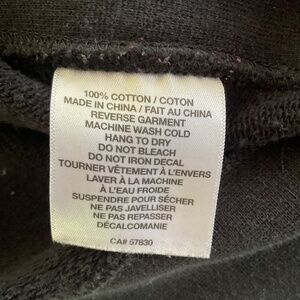 100% COTTON / COTON
MADE IN CHINA / FAIT AU CHINA
REVERSE GARMENT
MACHINE WASH COLD
HANG TO DRY
DO NOT BLEACH
DO NOT IRON DECAL
TOURNER VÊTEMENT À L'ENVERS
LAVER À LA MACHINE
À L'EAU FROIDE
SUSPENDRE POUR SÉCHER
NE PAS JAVELLISER
NE PAS REPASSER
DÉCALCOMANIE
CA# 57830